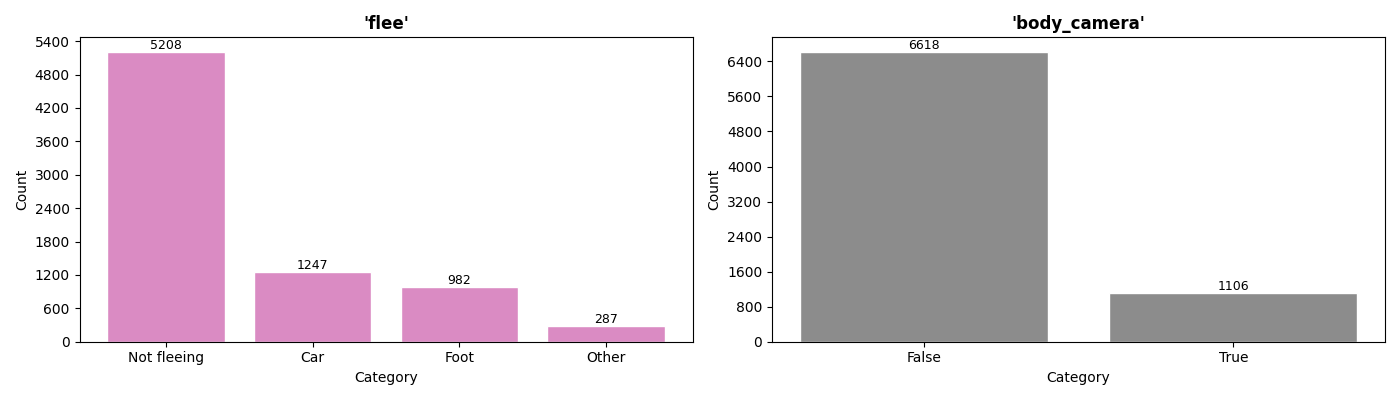 'flee'
5400
4800
4200
3600
3000
2400
1800
1200
600
0
Count
5208
1247
982
287
Not fleeing
Car
Foot
Other
Category
'body_camera'
6400
5600
4800
4000
3200
2400
1600
800
0
Count
6618
1106
False
True
Category